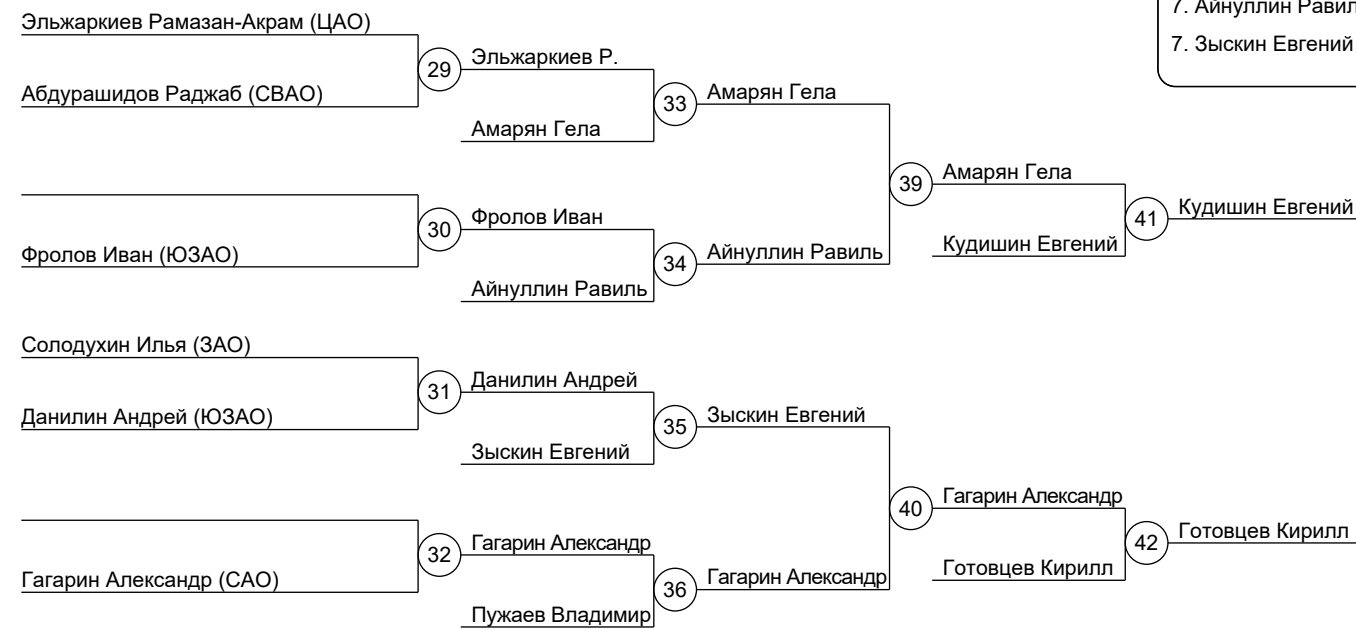 7. Айнуллин Равиль
7. Зыскин Евгений
Эльжаркиев Рамазан-Акрам (ЦАО)
29
Эльжаркиев Р.
Абдурашидов Раджаб (СВАО)
33
Амарян Гела
Амарян Гела
39
Амарян Гела
30
Фролов Иван
41
Кудишин Евгений
Фролов Иван (ЮЗАО)
34
Айнуллин Равиль
Кудишин Евгений
Айнуллин Равиль
Солодухин Илья (ЗАО)
31
Данилин Андрей
Данилин Андрей (ЮЗАО)
35
Зыскин Евгений
Зыскин Евгений
40
Гагарин Александр
32
Гагарин Александр
42
Готовцев Кирилл
Гагарин Александр (САО)
36
Гагарин Александр
Готовцев Кирилл
Пужаев Владимир